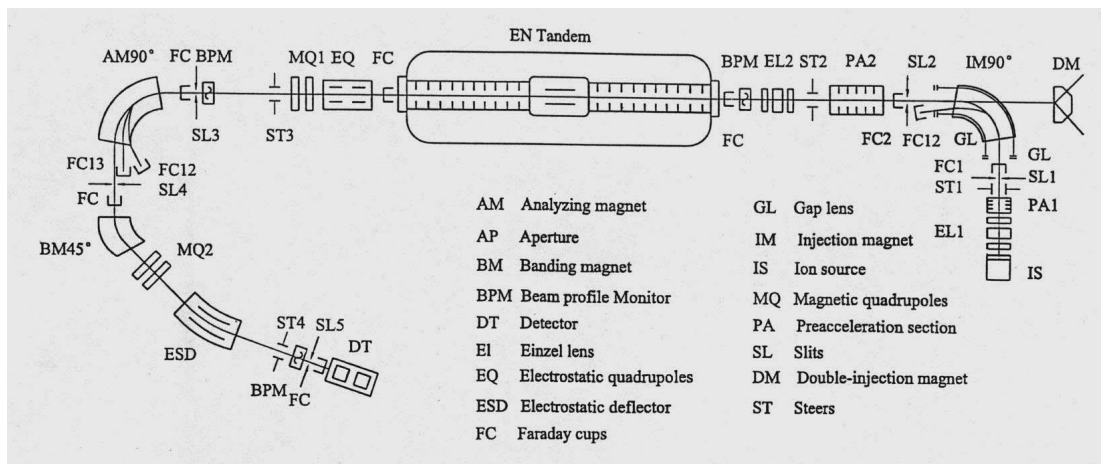 EN Tandem
AM90°
FC BPM
MQ1 EQ
FC
BPM EL2 ST2 PA2 SL2 IM90° DM
ST3
SL3
FC
FC2
FC12
GL
GL
FC13
FC12
SL4
FC
FC1
SL1
ST1
PA1
EL1
IS
BM45°
MQ2
ESD
ST4
SL5
DT
BPM
FC
AM Analyzing magnet
AP Aperture
BM Banding magnet
BPM Beam profile Monitor
DT Detector
EI Einzel lens
EQ Electrostatic quadrupoles
ESD Electrostatic deflector
FC Faraday cups
GL Gap lens
IM Injection magnet
IS Ion source
MQ Magnetic quadrupoles
PA Preacceleration section
SL Slits
DM Double-injection magnet
ST Steers